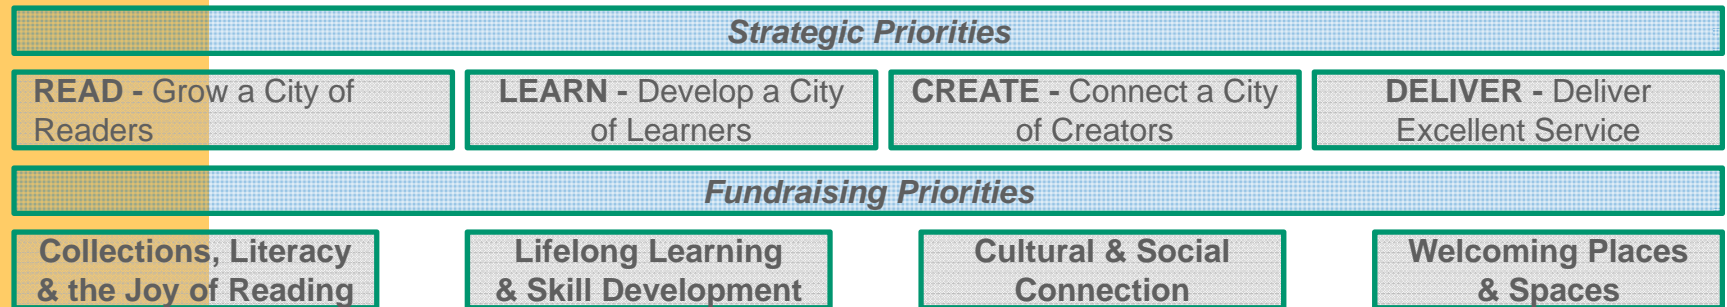 Strategic Priorities
READ - Grow a City of
Readers
LEARN - Develop a City
of Learners
CREATE - Connect a City
of Creators
DELIVER - Deliver
Excellent Service
Fundraising Priorities
Collections, Literacy
& the Joy of Reading
Lifelong Learning
& Skill Development
Cultural & Social
Connection
Welcoming Places
& Spaces